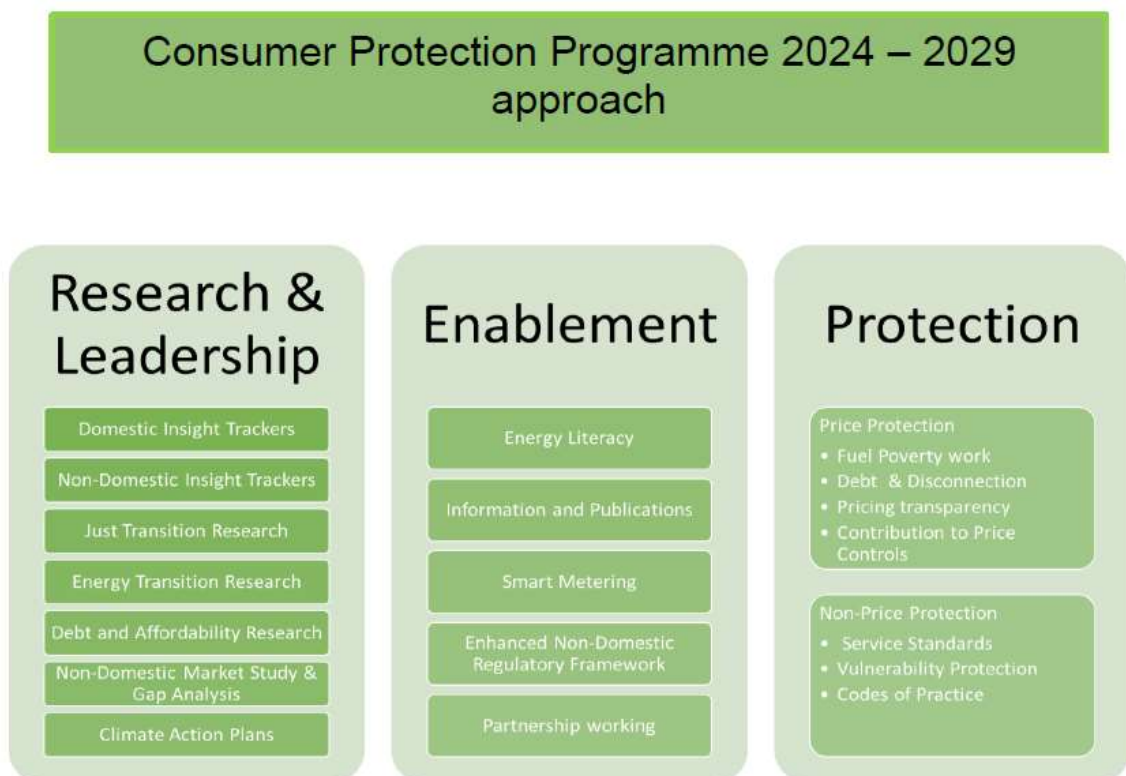 Consumer Protection Programme 2024 – 2029
approach
Research &
Leadership
Domestic Insight Trackers
Non-Domestic Insight Trackers
Just Transition Research
Energy Transition Research
Debt and Affordability Research
Non-Domestic Market Study &
Gap Analysis
Climate Action Plans
Enablement
Energy Literacy
Information and Publications
Smart Metering
Enhanced Non-Domestic
Regulatory Framework
Partnership working
Protection
Price Protection
• Fuel Poverty work
• Debt & Disconnection
• Pricing transparency
• Contribution to Price
Controls
Non-Price Protection
• Service Standards
• Vulnerability Protection
• Codes of Practice